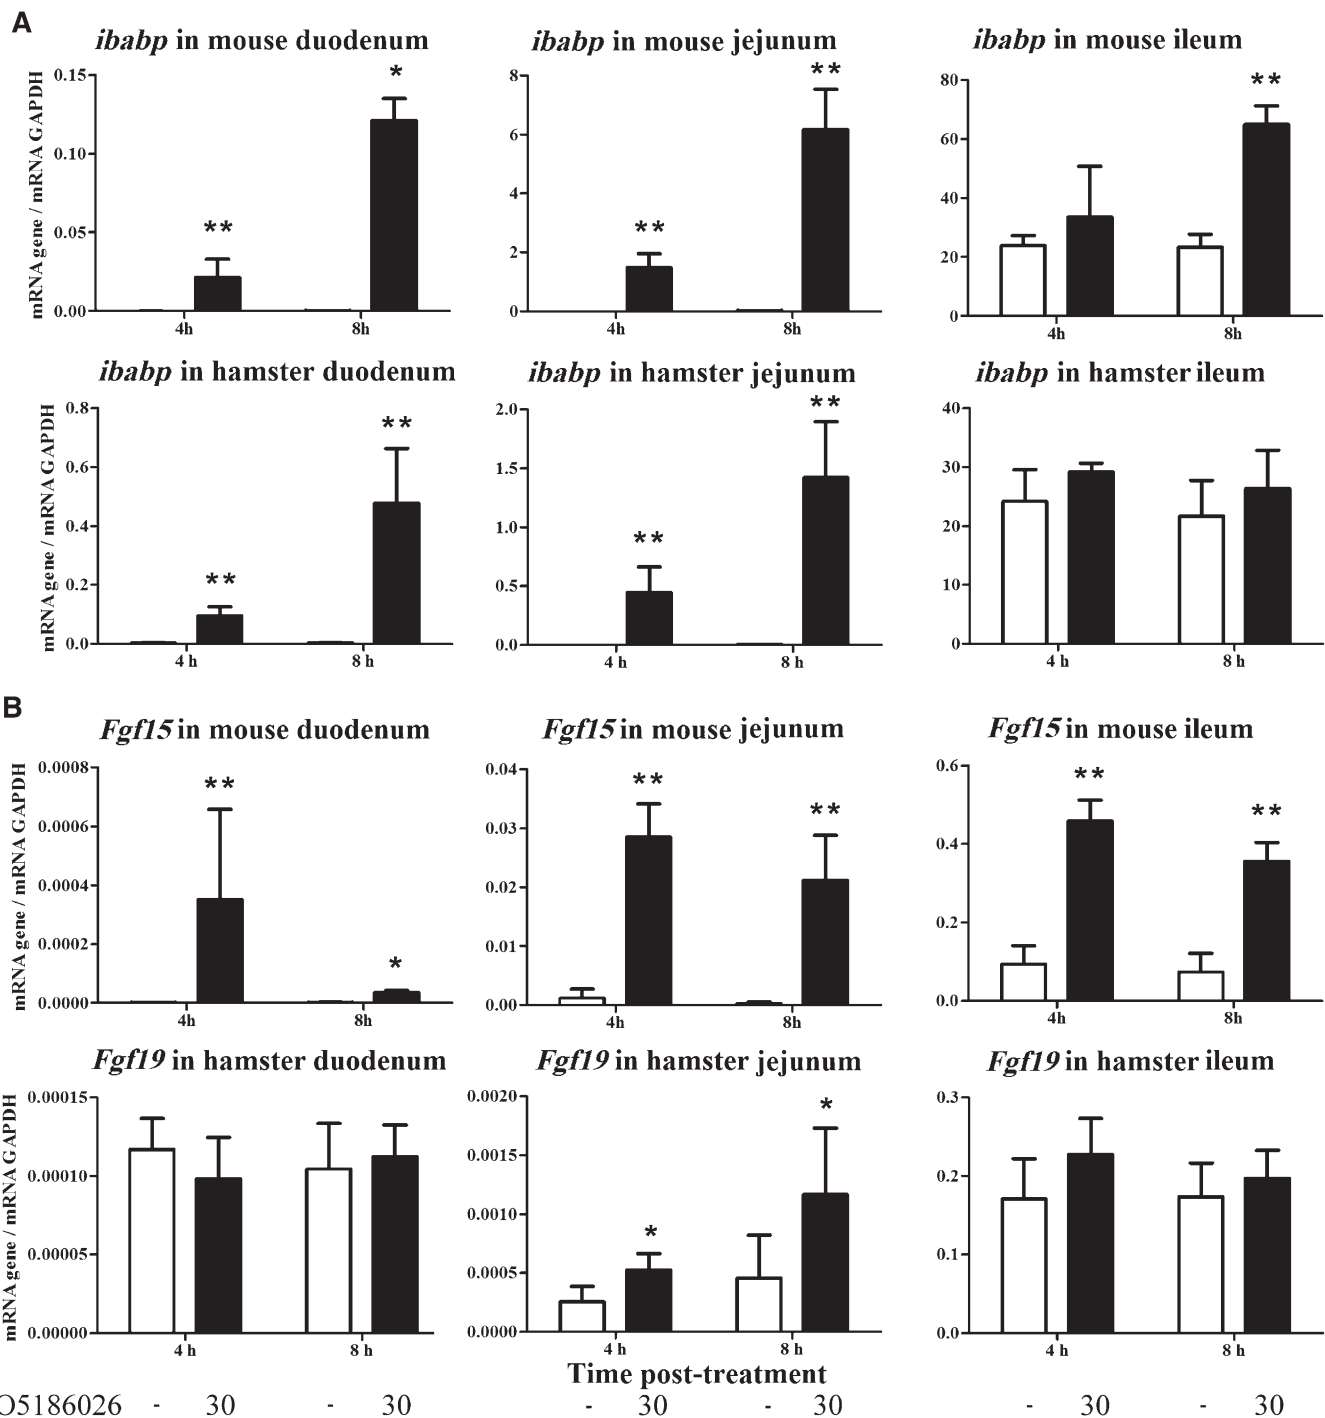 A
ibabp in mouse duodenum
mRNA gene / mRNA GAPDH
0.15
0.10
0.05
0.00
**
*
4h
8h
ibabp in mouse jejunum
8
6
4
2
0
**
**
4h
8h
ibabp in mouse ileum
80
60
40
20
0
**
4h
8h
ibabp in hamster duodenum
mRNA gene / mRNA GAPDH
0.8
0.6
0.4
0.2
0.0
**
**
4 h
8 h
ibabp in hamster jejunum
2.0
1.5
1.0
0.5
0.0
**
**
4 h
8 h
ibabp in hamster ileum
40
30
20
10
0
4 h
8 h
B
Fgf15 in mouse duodenum
mRNA gene / mRNA GAPDH
0.0008
0.0006
0.0004
0.0002
0.0000
**
*
4h
8h
Fgf15 in mouse jejunum
0.04
0.03
0.02
0.01
0.00
**
**
4h
8h
Fgf15 in mouse ileum
0.6
0.4
0.2
0.0
**
**
4h
8h
Fgf19 in hamster duodenum
mRNA gene / mRNA GAPDH
0.00015
0.00010
0.00005
0.00000
4 h
8 h
Fgf19 in hamster jejunum
0.0020
0.0015
0.0010
0.0005
0.0000
*
*
4 h
8 h
Fgf19 in hamster ileum
0.3
0.2
0.1
0.0
4 h
8 h
Time post-treatment
O5186026 - 30 - 30 - 30 - 30 - 30 - 30